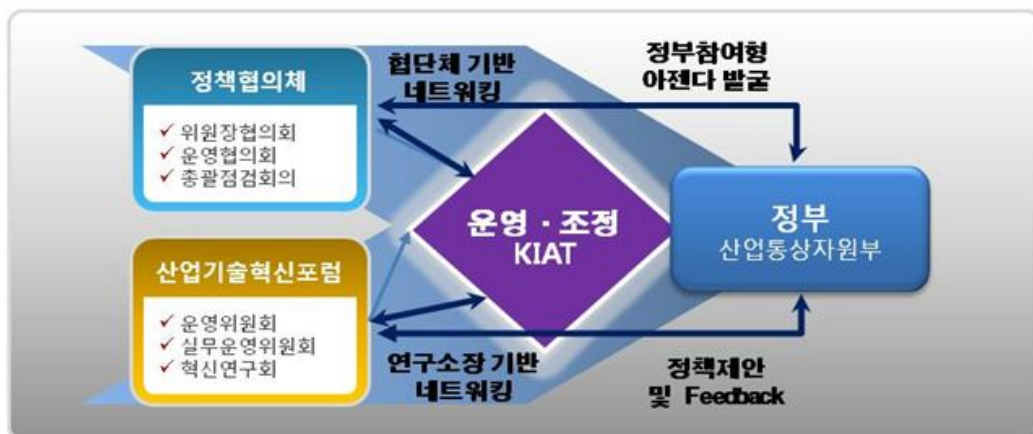 정책협의체
✓ 위원장협의회
✓ 운영협의회
✓ 총괄점검회의
협단체 기반
네트워킹
정부참여형
아젠다 발굴
운영 · 조정
KIAT
정부
산업통상자원부
산업기술혁신포럼
✓ 운영위원회
✓ 실무운영위원회
✓ 혁신연구회
연구소장 기반
네트워킹
정책제안
및 Feedback